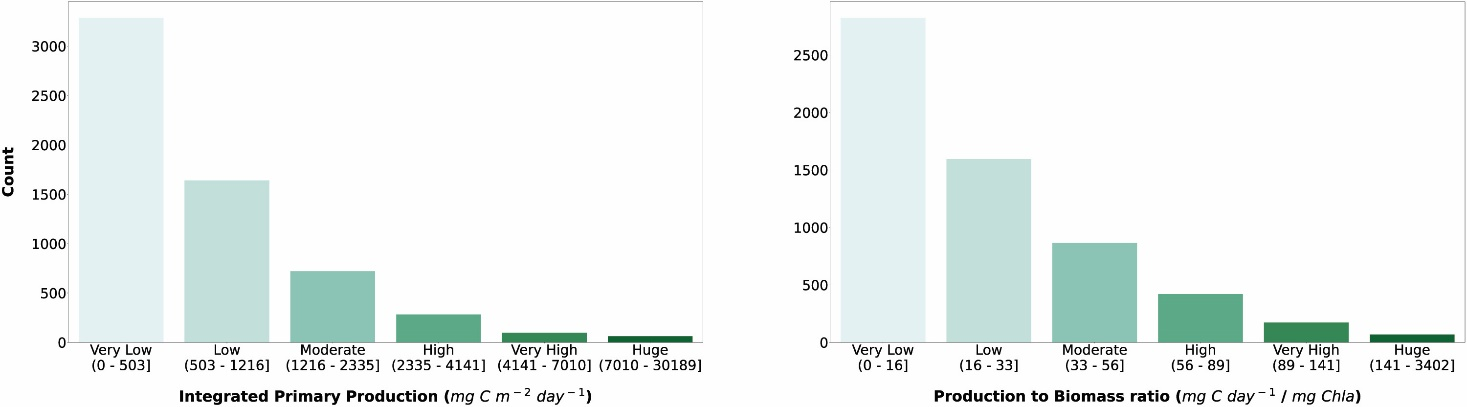 Count
3000
2500
2000
1500
1000
500
0
Very Low
(0 - 503]
Low
(503 - 1216]
Moderate
(1216 - 2335]
High
(2335 - 4141]
Very High
(4141 - 7010]
Huge
(7010 - 30189]
Integrated Primary Production (mg C m⁻² day⁻¹)
2500
2000
1500
1000
500
0
Very Low
(0 - 16]
Low
(16 - 33]
Moderate
(33 - 56]
High
(56 - 89]
Very High
(89 - 141]
Huge
(141 - 3402]
Production to Biomass ratio (mg C day⁻¹ / mg Chla)